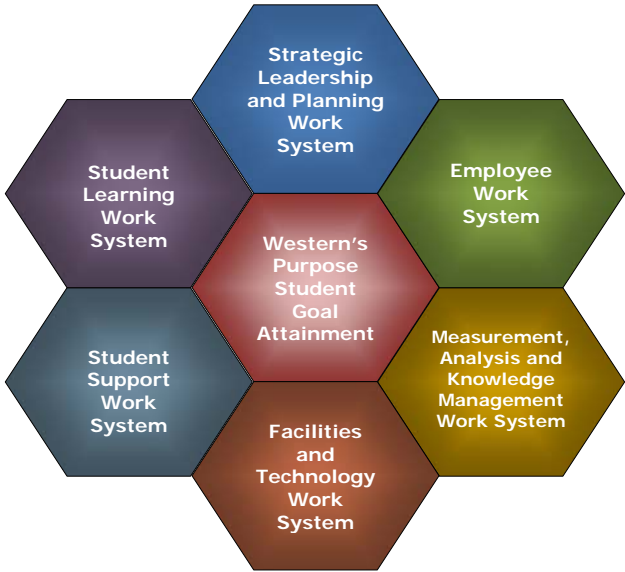 Strategic
Leadership
and Planning
Work
System
Student
Learning
Work
System
Employee
Work
System
Western's
Purpose
Student
Goal
Attainment
Student
Support
Work
System
Measurement,
Analysis and
Knowledge
Management
Work System
Facilities
and
Technology
Work
System